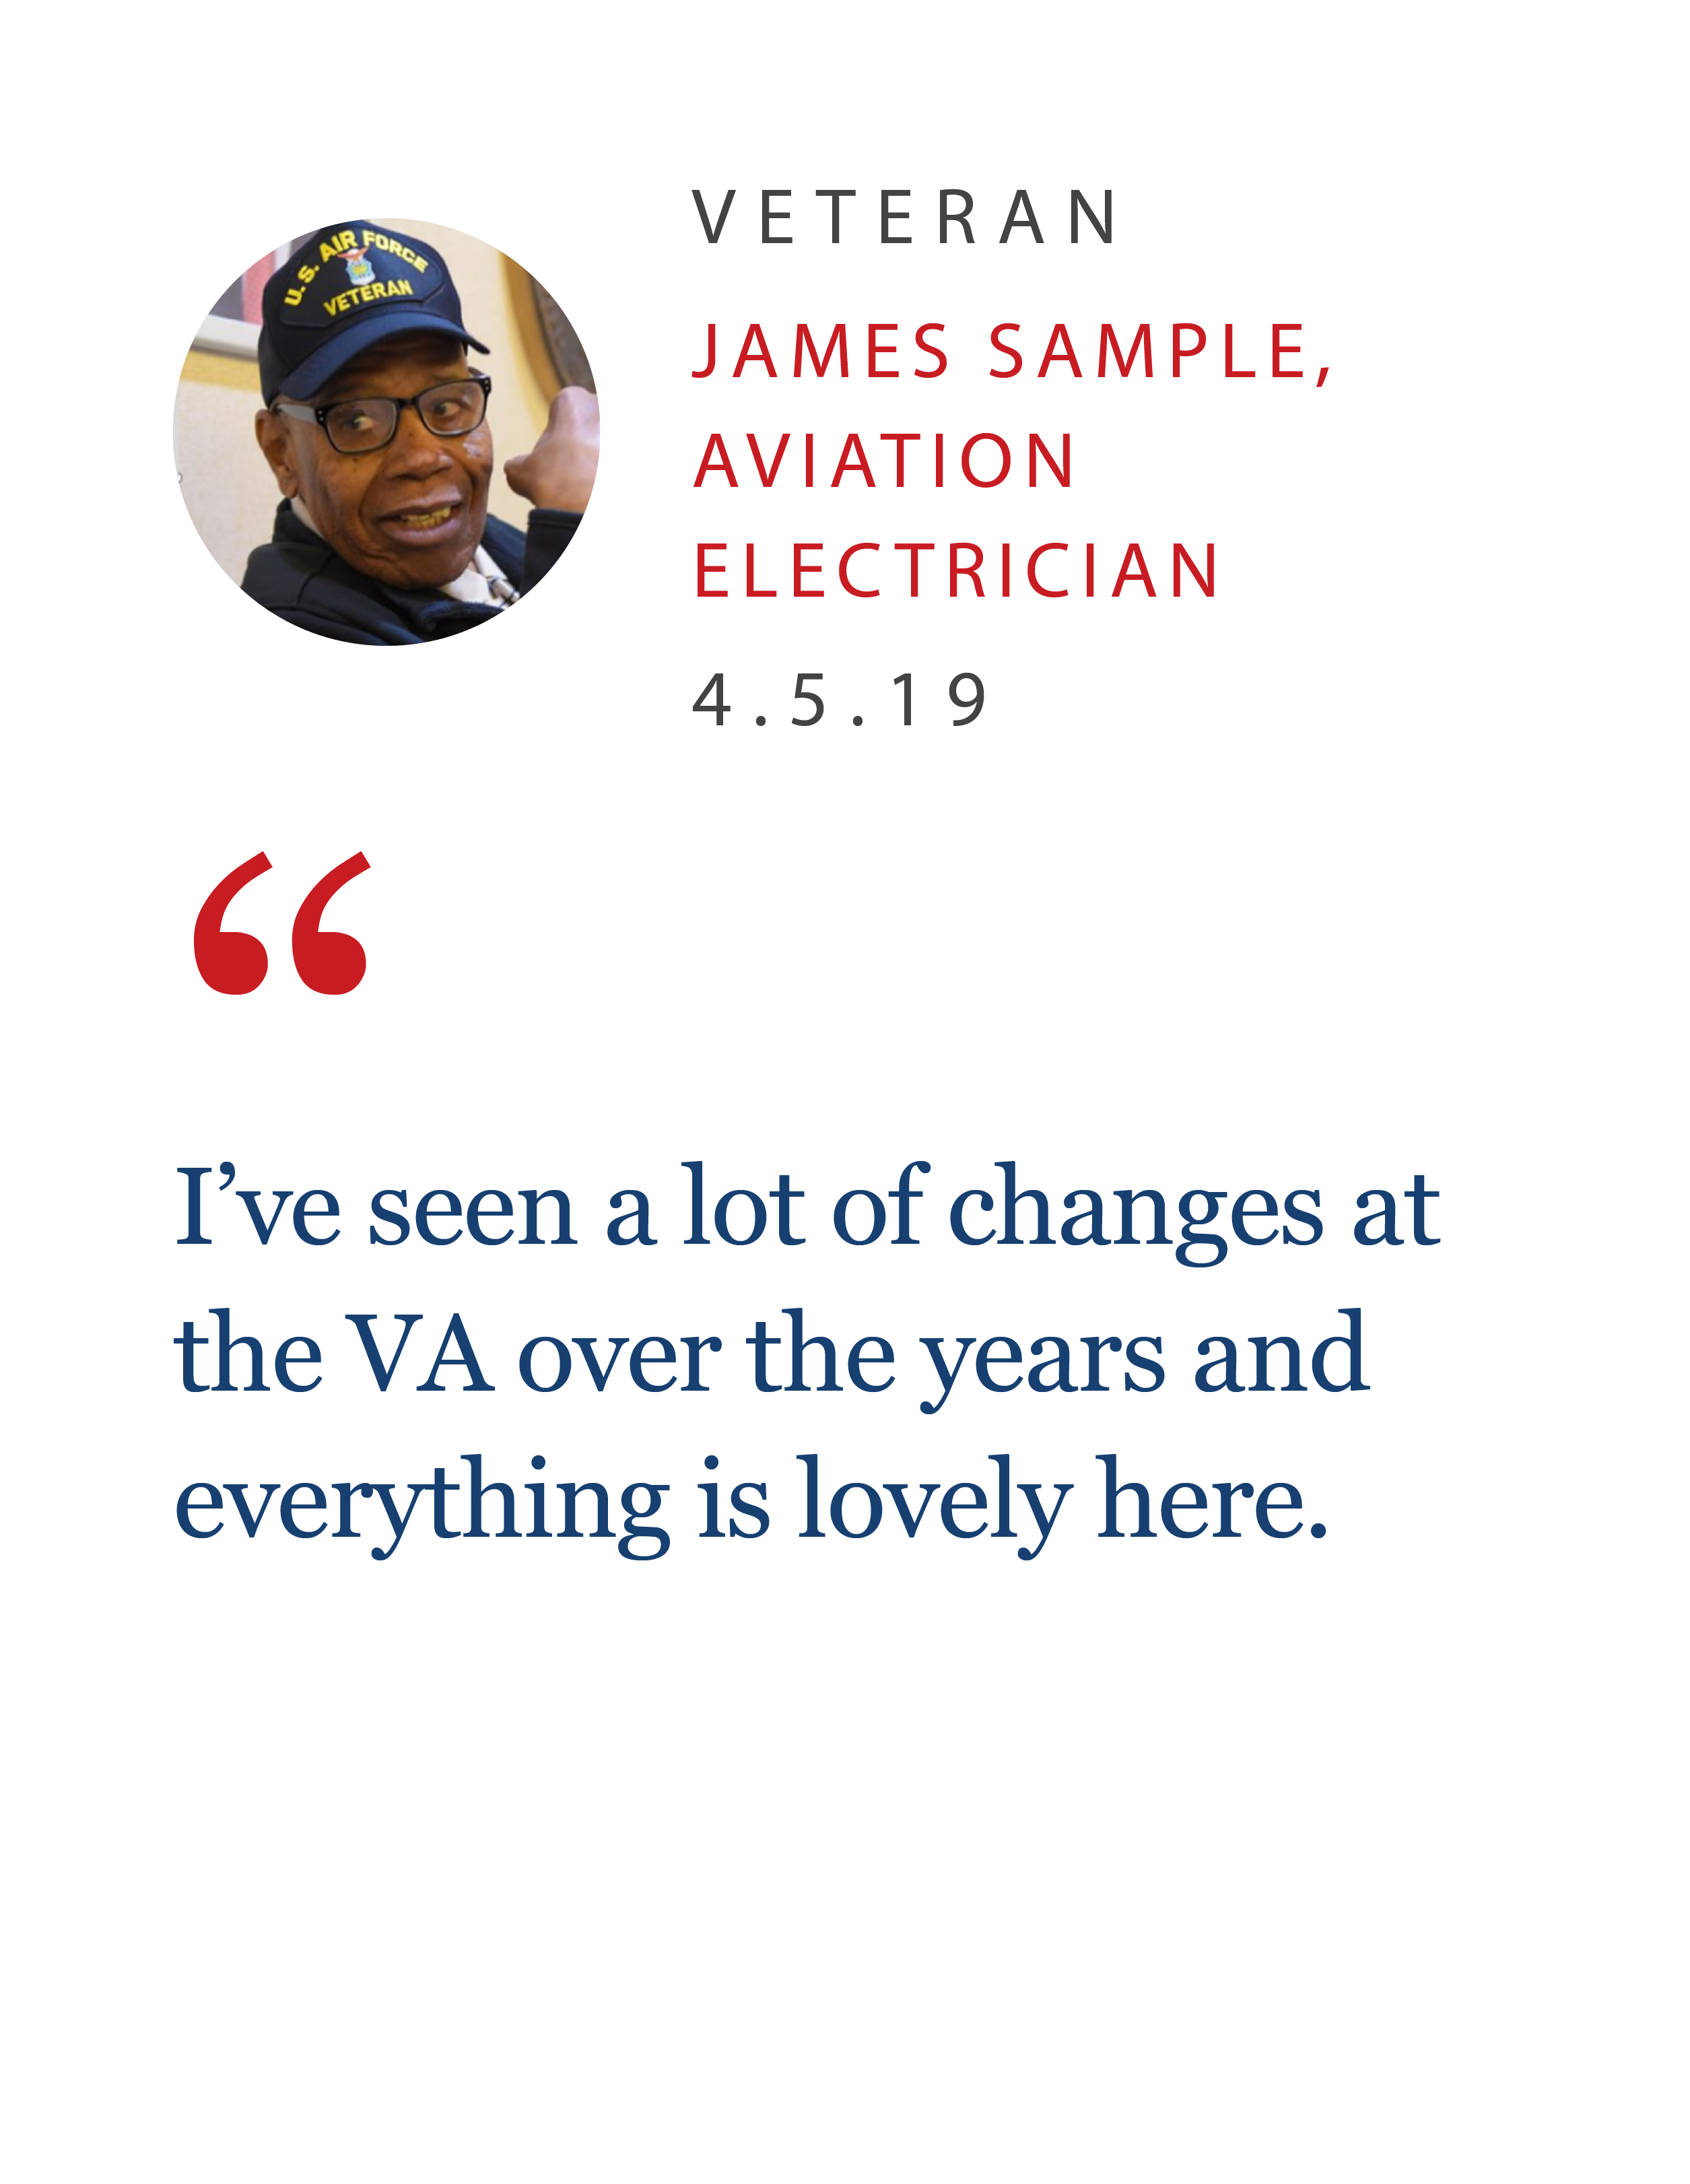 U.S. AIR FORCE
VETERAN
VETERAN
JAMES SAMPLE,
AVIATION
ELECTRICIAN
4.5.19
“
I’ve seen a lot of changes at
the VA over the years and
everything is lovely here.